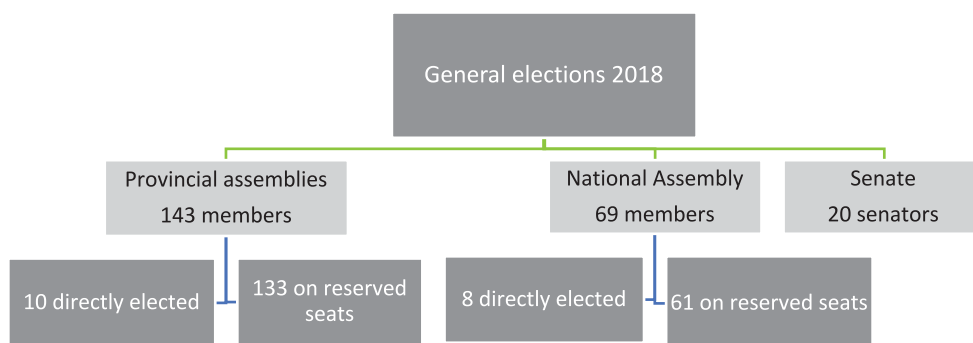 General elections 2018
Provincial assemblies
143 members
National Assembly
69 members
Senate
20 senators
10 directly elected
133 on reserved
seats
8 directly elected
61 on reserved seats